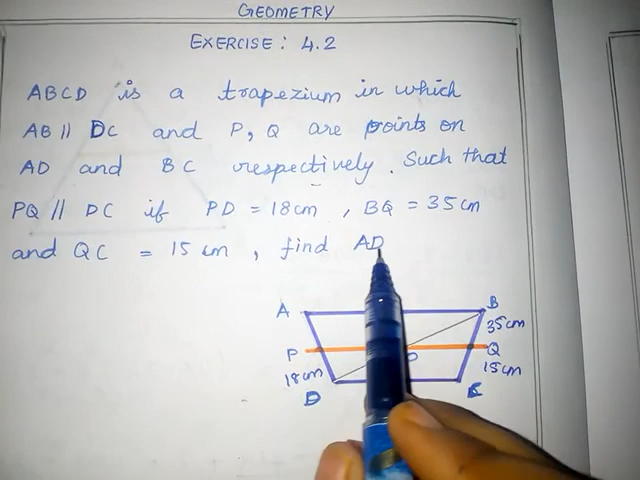 GEOMETRY
EXERCISE: 4.2
ABCD is a trapezium in which
AB || DC and P, Q are points on
AD and BC respectively. Such that
PQ || DC if PD = 18cm, BQ = 35cm
and QC = 15 cm, find AD
A B
35cm
P O Q
18cm 15cm
D C